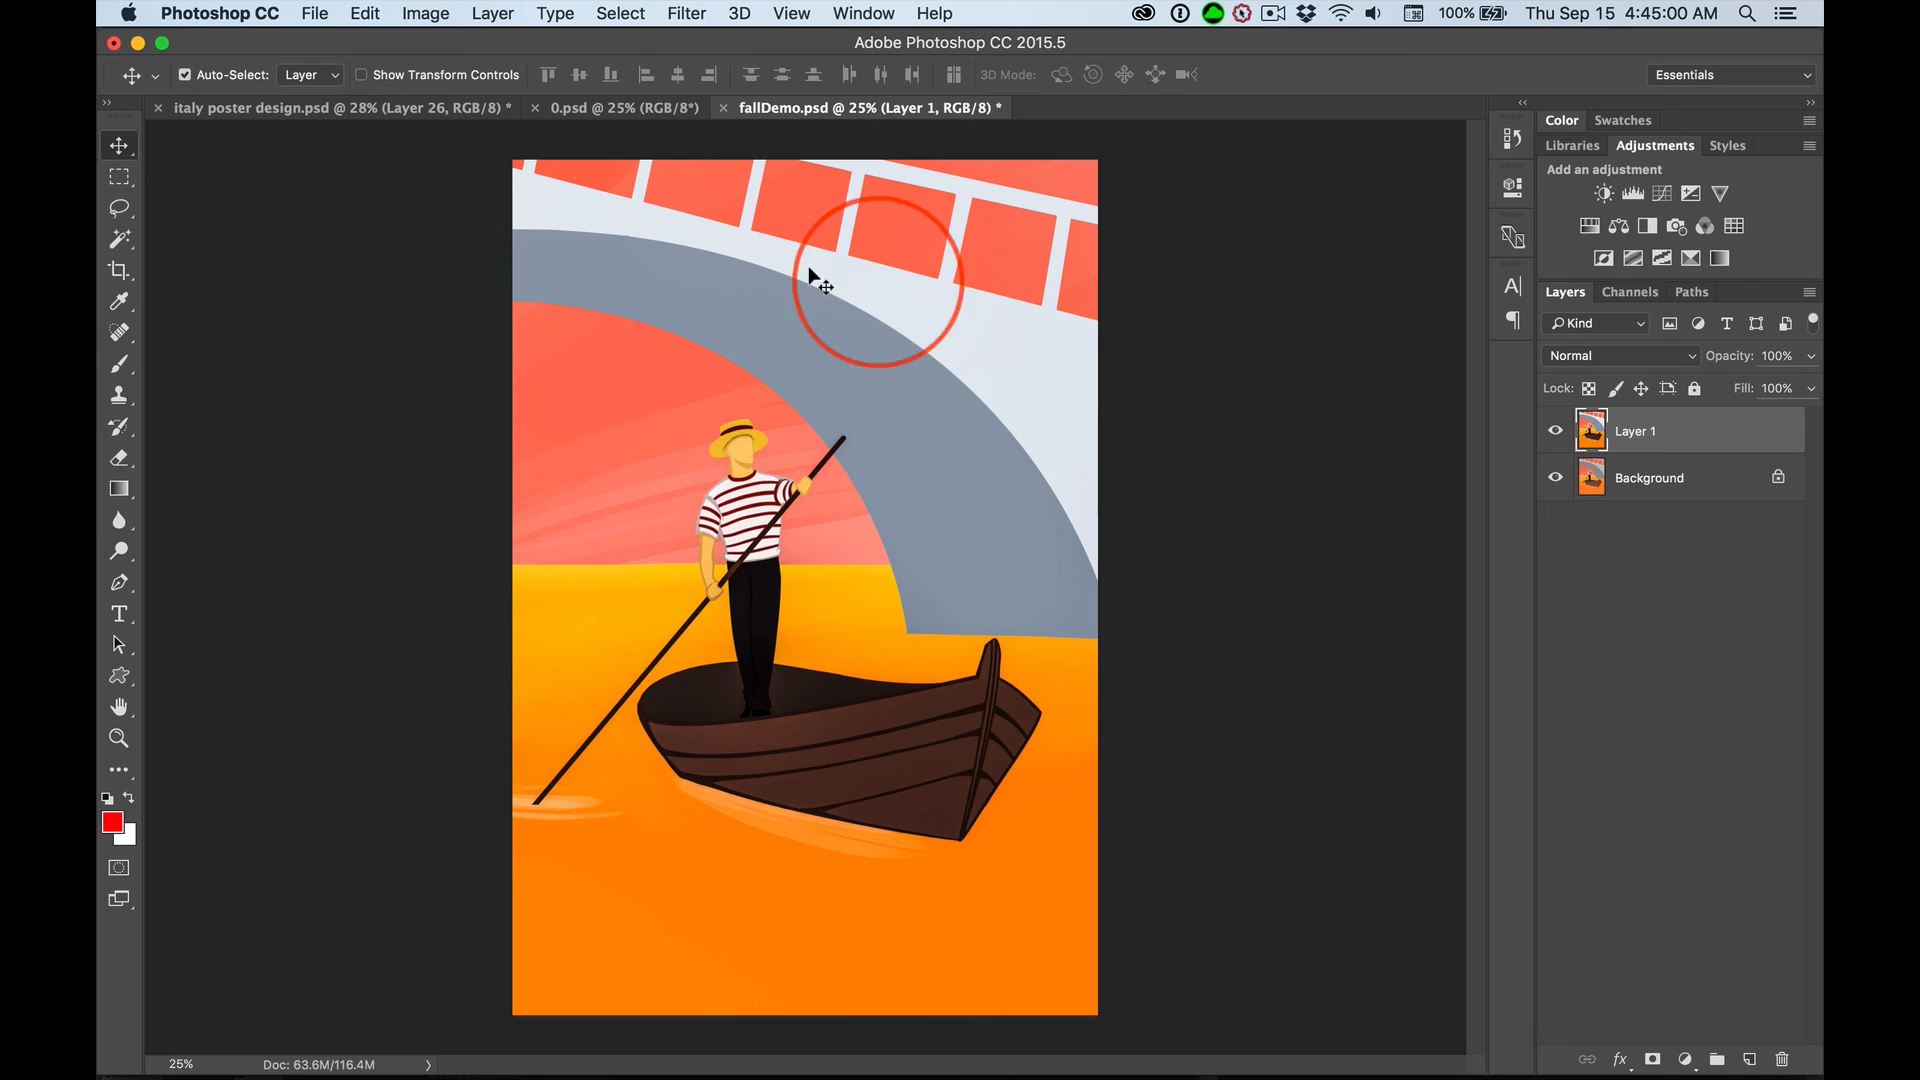 Photoshop CC File Edit Image Layer Type Select Filter 3D View Window Help 100% Thu Sep 15 4:45:00 AM
Adobe Photoshop CC 2015.5
Auto-Select: Layer Show Transform Controls 3D Mode: Essentials
italy poster design.psd @ 28% (Layer 26, RGB/8) * 0.psd @ 25% (RGB/8*) fallDemo.psd @ 25% (Layer 1, RGB/8) *
Color Swatches
Libraries Adjustments Styles
Add an adjustment
Layers Channels Paths
Kind
Normal Opacity: 100%
Lock: Fill: 100%
Layer 1
Background
25% Doc: 63.6M/116.4M
fx